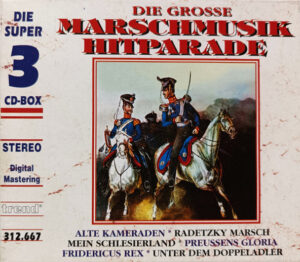 DIE SUPER
3
CD-BOX
STEREO
Digital
Mastering
trend
312.667
DIE GROSSE
MARSCHMUSIK
HITPARADE
ALTE KAMERADEN * RADETZKY MARSCH
MEIN SCHLESIERLAND * PREUSSENS GLORIA
FRIDERICUS REX * UNTER DEM DOPPELADLER